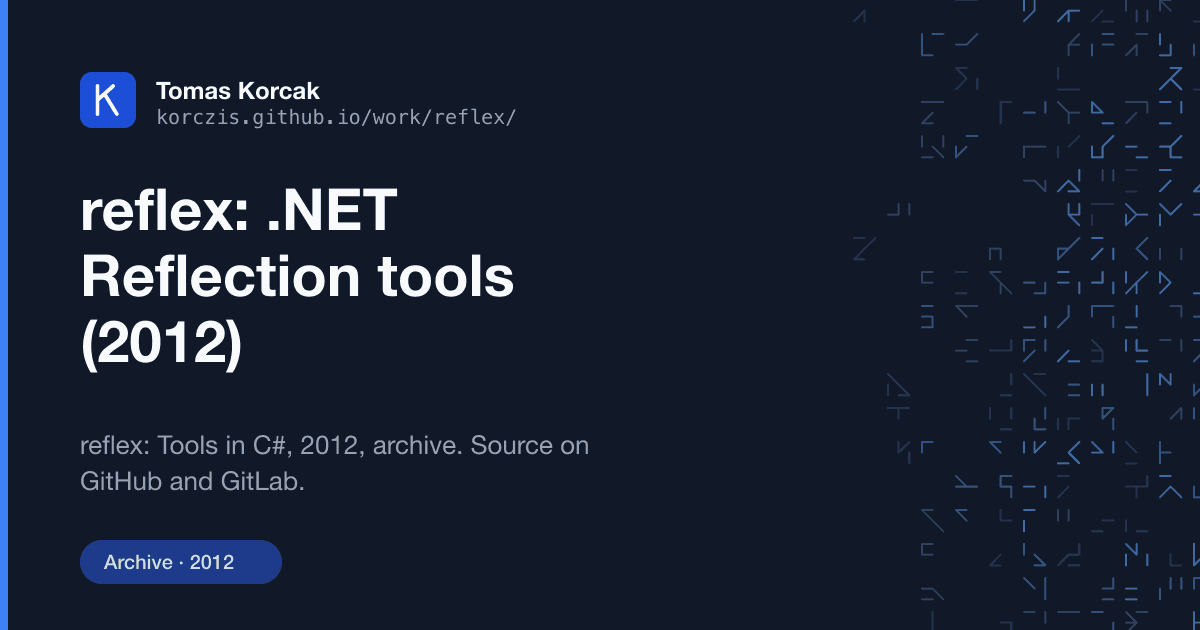 K
Tomas Korcak
korczis.github.io/work/reflex/
reflex: .NET
Reflection tools
(2012)
reflex: Tools in C#, 2012, archive. Source on
GitHub and GitLab.
Archive · 2012